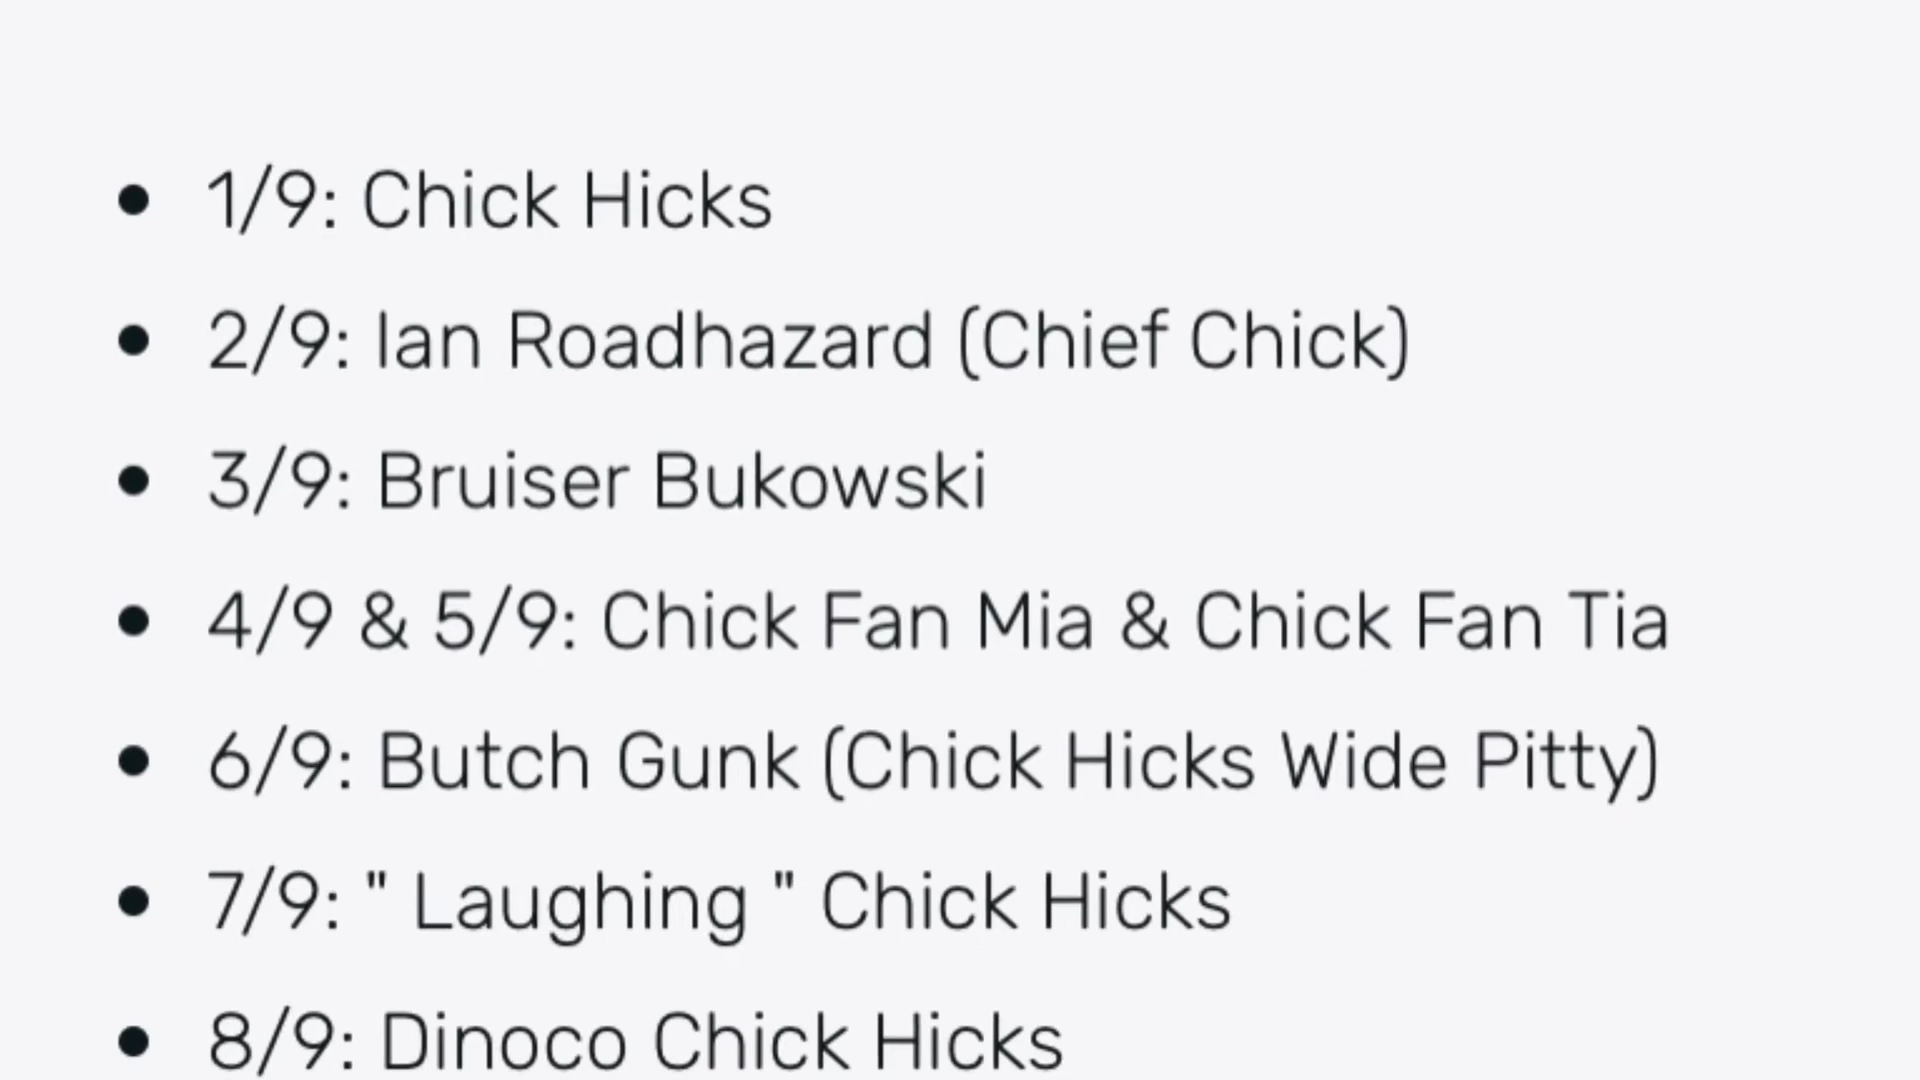 • 1/9: Chick Hicks
• 2/9: Ian Roadhazard (Chief Chick)
• 3/9: Bruiser Bukowski
• 4/9 & 5/9: Chick Fan Mia & Chick Fan Tia
• 6/9: Butch Gunk (Chick Hicks Wide Pitty)
• 7/9: " Laughing " Chick Hicks
• 8/9: Dinoco Chick Hicks